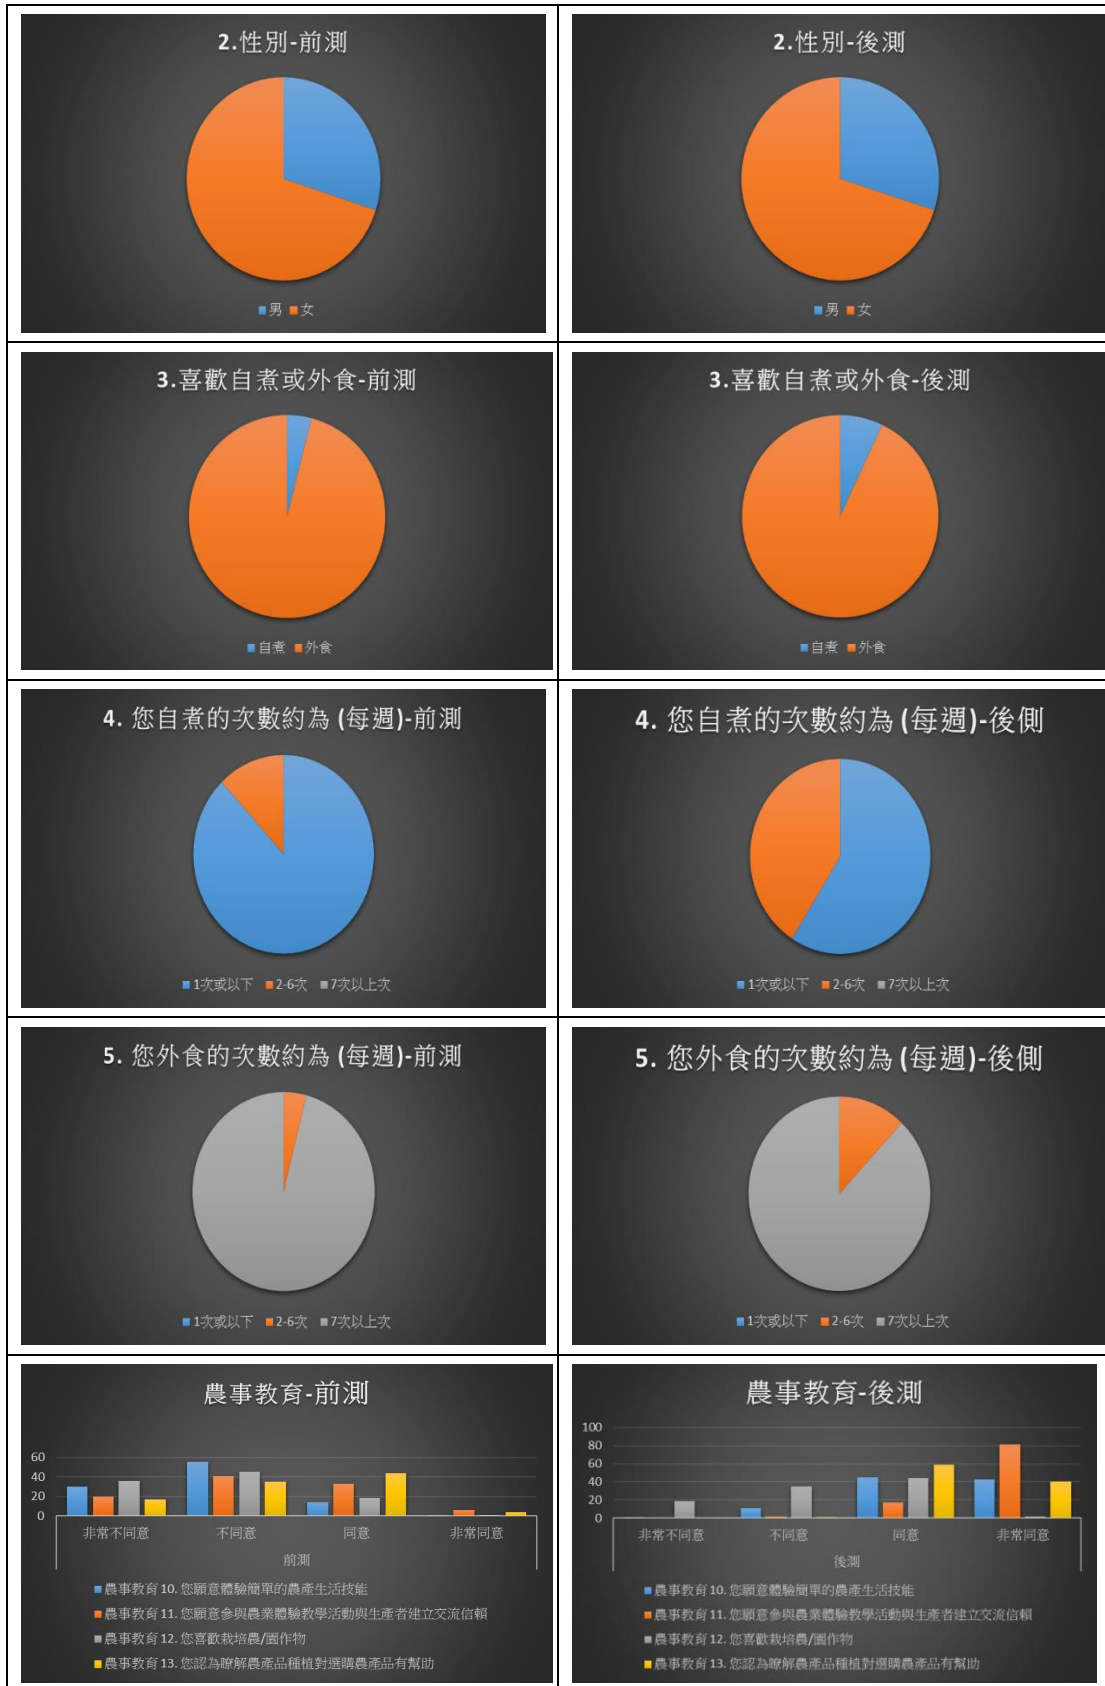 2.性別-前測
男 女
2.性別-後測
男 女
3.喜歡自煮或外食-前測
自煮 外食
3.喜歡自煮或外食-後測
自煮 外食
4. 您自煮的次數約為 (每週)-前測
1次或以下 2-6次 7次以上次
4. 您自煮的次數約為 (每週)-後側
1次或以下 2-6次 7次以上次
5. 您外食的次數約為 (每週)-前測
1次或以下 2-6次 7次以上次
5. 您外食的次數約為 (每週)-後側
1次或以下 2-6次 7次以上次
農事教育-前測
60
40
20
0
非常不同意 不同意 同意 非常同意
前測
農事教育 10. 您願意體驗簡單的農產生活技能
農事教育 11. 您願意參與農業體驗教學活動與生產者建立交流信賴
農事教育 12. 您喜歡栽培農/園作物
農事教育 13. 您認為瞭解農產品種植對選購農產品有幫助
農事教育-後測
100
80
60
40
20
0
非常不同意 不同意 同意 非常同意
後測
農事教育 10. 您願意體驗簡單的農產生活技能
農事教育 11. 您願意參與農業體驗教學活動與生產者建立交流信賴
農事教育 12. 您喜歡栽培農/園作物
農事教育 13. 您認為瞭解農產品種植對選購農產品有幫助